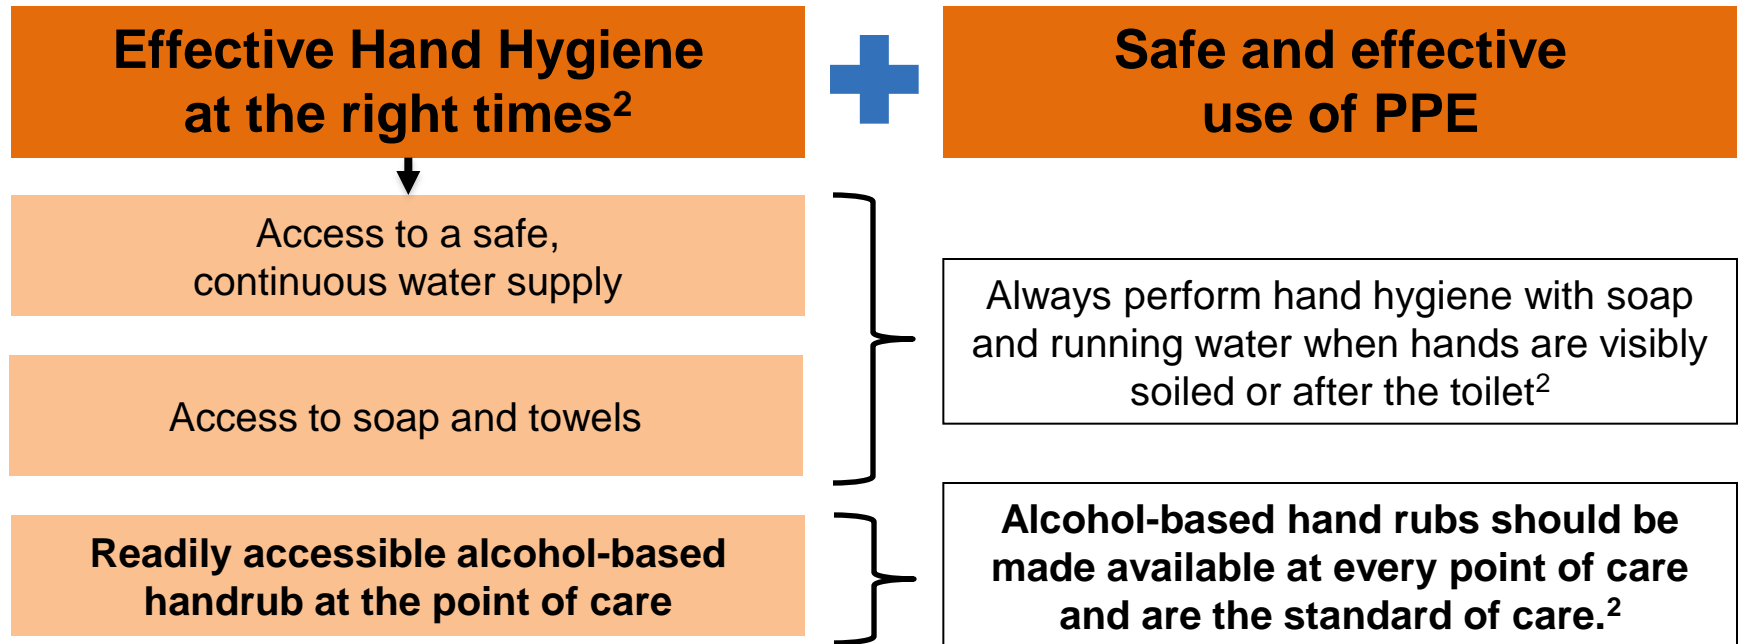 Effective Hand Hygiene
at the right times²
Safe and effective
use of PPE
Access to a safe,
continuous water supply
Access to soap and towels
Always perform hand hygiene with soap
and running water when hands are visibly
soiled or after the toilet²
Readily accessible alcohol-based
handrub at the point of care
Alcohol-based hand rubs should be
made available at every point of care
and are the standard of care.²